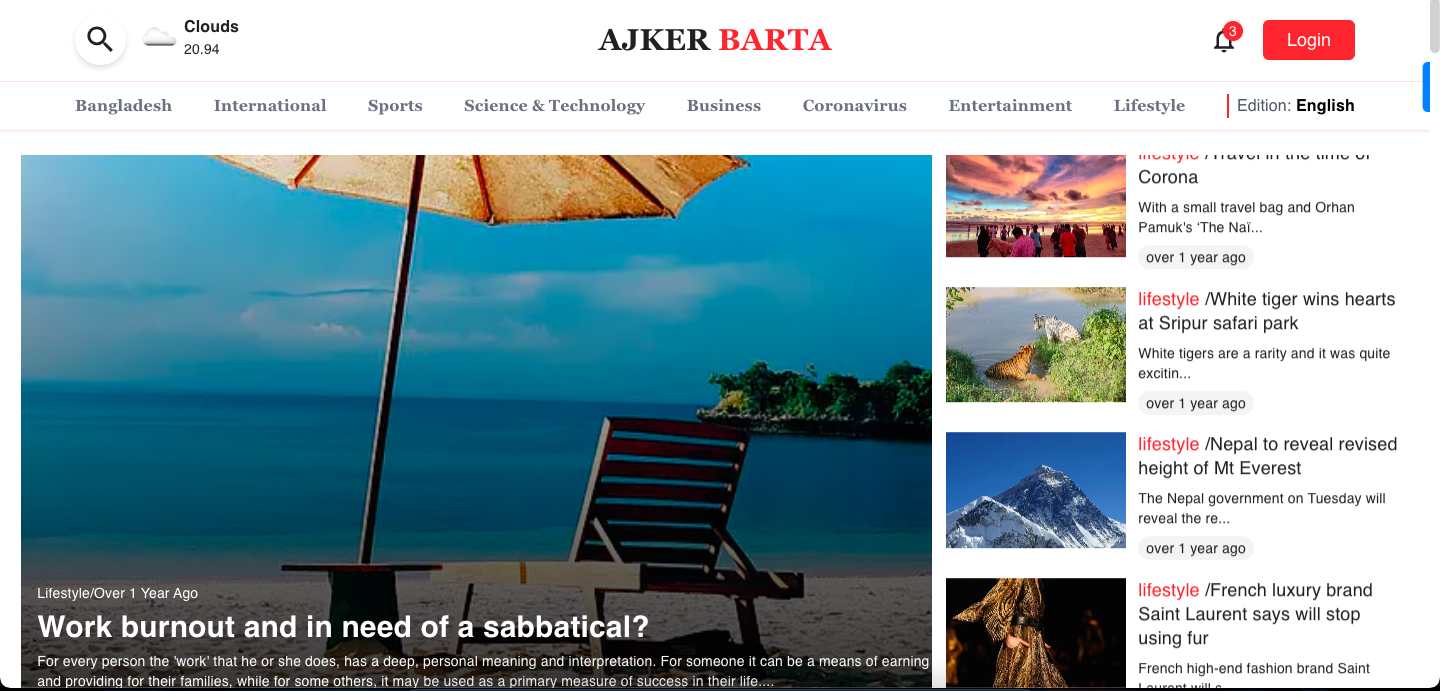 Clouds
20.94
AJKER BARTA
3
Login
Bangladesh
International
Sports
Science & Technology
Business
Coronavirus
Entertainment
Lifestyle
Edition: English
Lifestyle/Over 1 Year Ago
Work burnout and in need of a sabbatical?
For every person the 'work' that he or she does, has a deep, personal meaning and interpretation. For someone it can be a means of earning
and providing for their families, while for some others, it may be used as a primary measure of success in their life....
lifestyle /Travel in the time of
Corona
With a small travel bag and Orhan
Pamuk's 'The Naï...
over 1 year ago
lifestyle /White tiger wins hearts
at Sripur safari park
White tigers are a rarity and it was quite
excitin...
over 1 year ago
lifestyle /Nepal to reveal revised
height of Mt Everest
The Nepal government on Tuesday will
reveal the re...
over 1 year ago
lifestyle /French luxury brand
Saint Laurent says will stop
using fur
French high-end fashion brand Saint
Laurent will s...